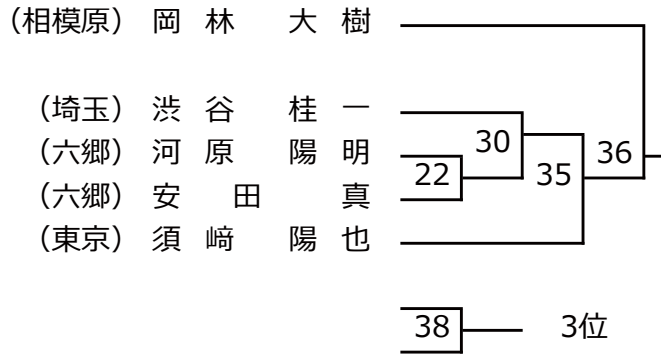 (相模原) 岡林 大樹
(埼玉) 渋谷 桂一
(六郷) 河原 陽明
(六郷) 安田 真
(東京) 須﨑 陽也
30
22
35
36
38 3位